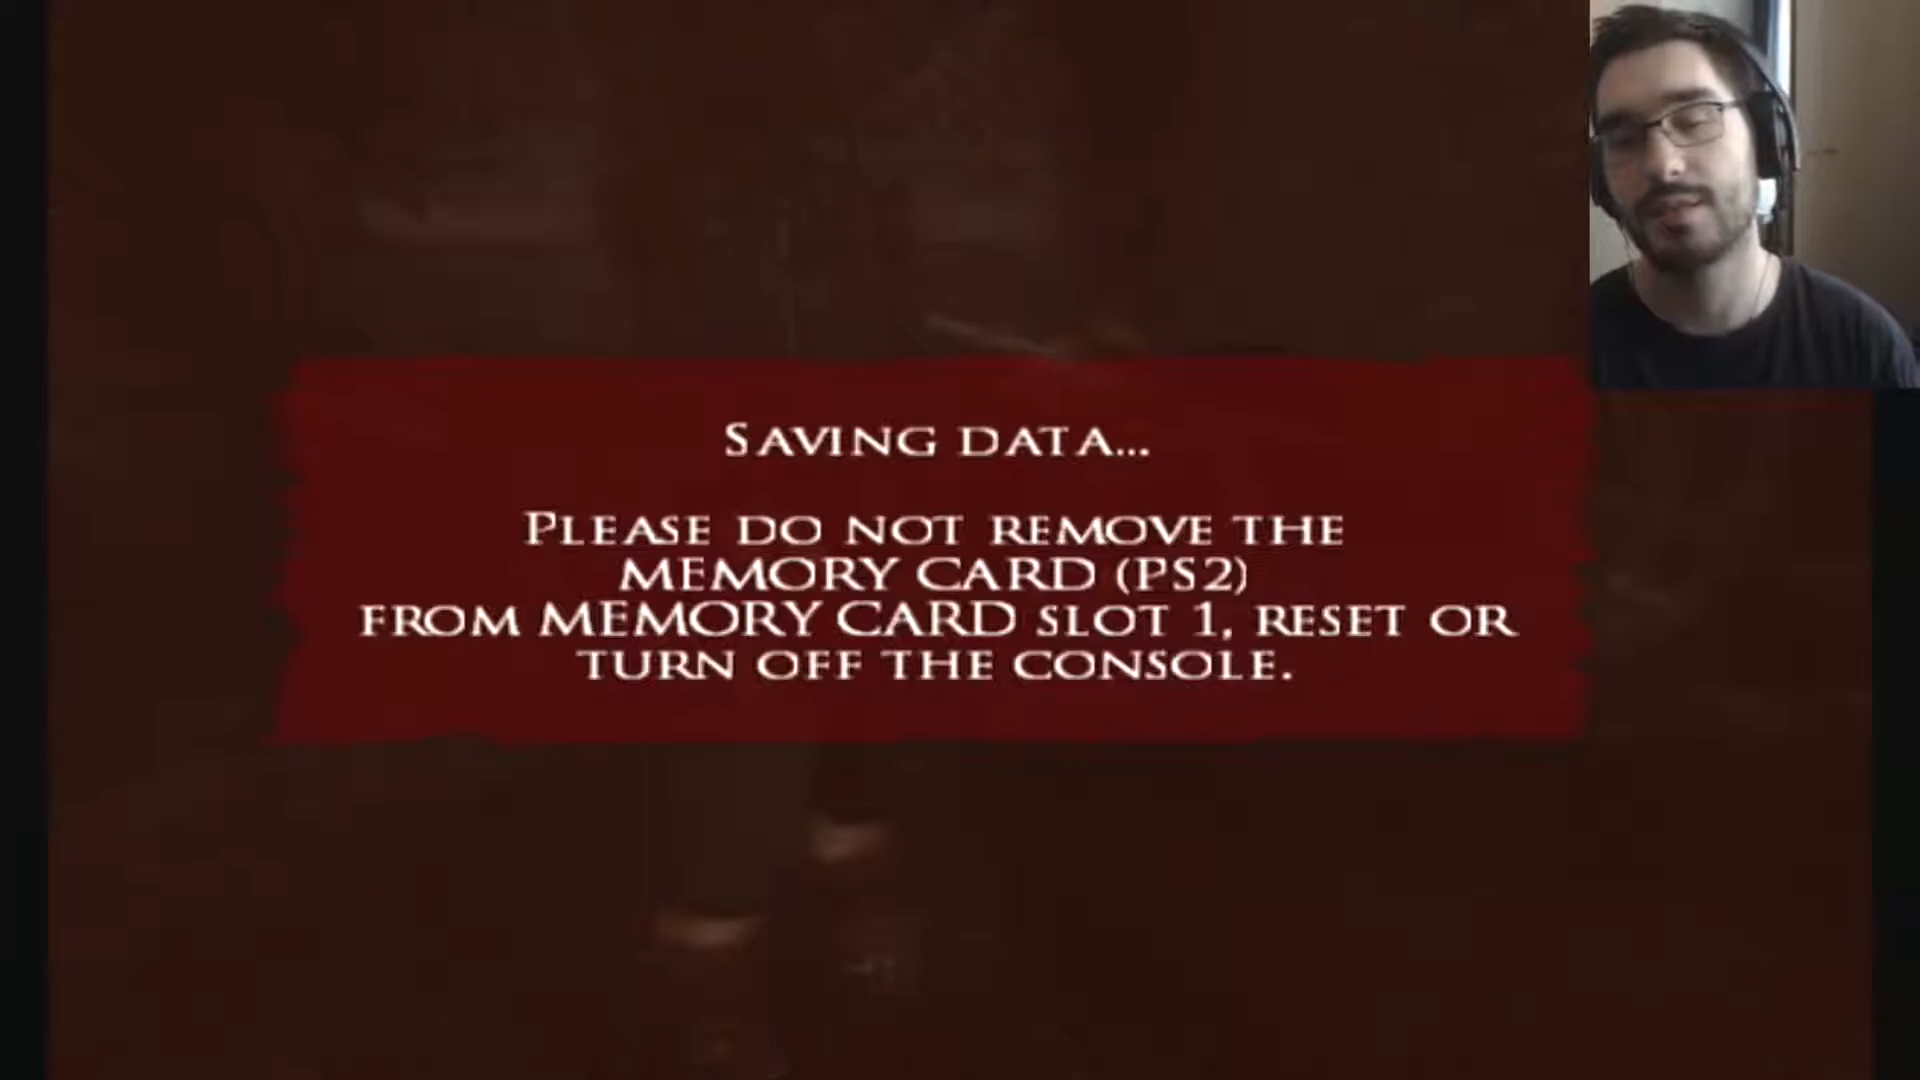 SAVING DATA...
PLEASE DO NOT REMOVE THE
MEMORY CARD (PS2)
FROM MEMORY CARD SLOT 1, RESET OR
TURN OFF THE CONSOLE.